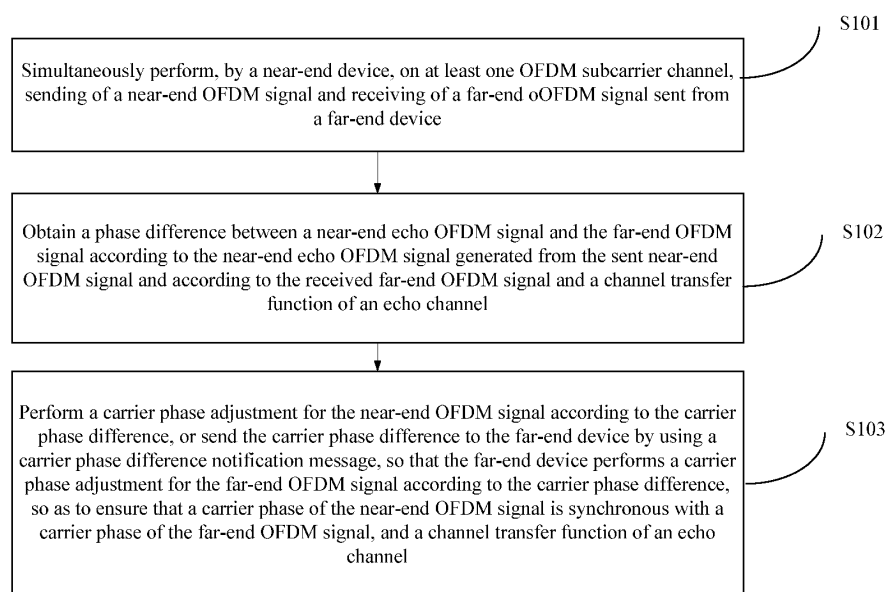 S101
Simultaneously perform, by a near-end device, on at least one OFDM subcarrier channel,
sending of a near-end OFDM signal and receiving of a far-end oOFDM signal sent from
a far-end device
S102
Obtain a phase difference between a near-end echo OFDM signal and the far-end OFDM
signal according to the near-end echo OFDM signal generated from the sent near-end
OFDM signal and according to the received far-end OFDM signal and a channel transfer
function of an echo channel
S103
Perform a carrier phase adjustment for the near-end OFDM signal according to the carrier
phase difference, or send the carrier phase difference to the far-end device by using a
carrier phase difference notification message, so that the far-end device performs a carrier
phase adjustment for the far-end OFDM signal according to the carrier phase difference,
so as to ensure that a carrier phase of the near-end OFDM signal is synchronous with a
carrier phase of the far-end OFDM signal, and a channel transfer function of an echo
channel